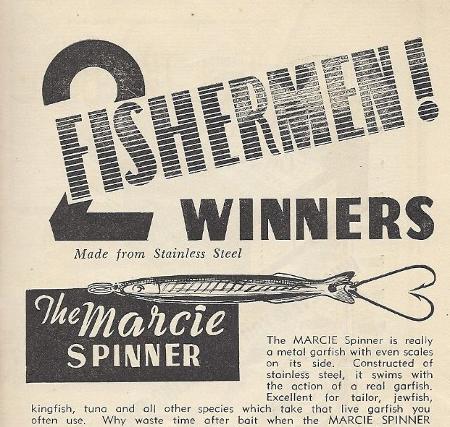 2
FISHERMEN!
WINNERS
Made from Stainless Steel
The Marcie
SPINNER
The MARCIE Spinner is really
a metal garfish with even scales
on its side. Constructed of
stainless steel, it swims with
the action of a real garfish.
Excellent for tailor, jewfish,
kingfish, tuna and all other species which take that live garfish you
often use. Why waste time after bait when the MARCIE SPINNER